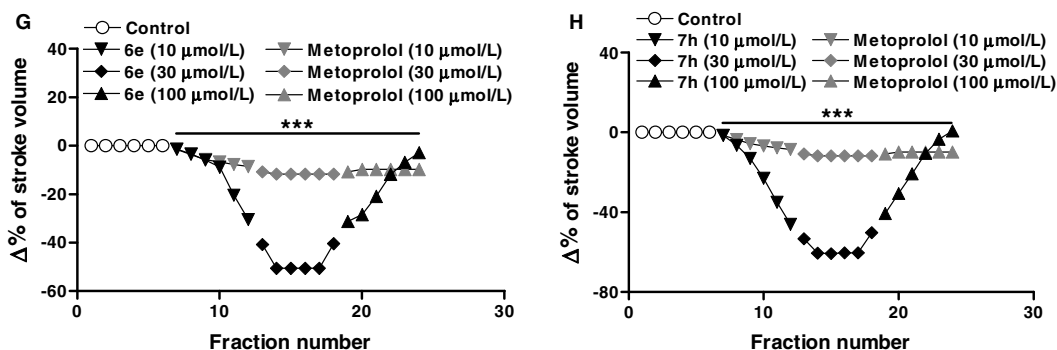 G
Control
6e (10 μmol/L) Metoprolol (10 μmol/L)
6e (30 μmol/L) Metoprolol (30 μmol/L)
6e (100 μmol/L) Metoprolol (100 μmol/L)
Δ% of stroke volume
40
20
0
-20
-40
-60
***
0 10 20 30
Fraction number
H
Control
7h (10 μmol/L) Metoprolol (10 μmol/L)
7h (30 μmol/L) Metoprolol (30 μmol/L)
7h (100 μmol/L) Metoprolol (100 μmol/L)
Δ% of stroke volume
40
0
-40
-80
***
0 10 20 30
Fraction number